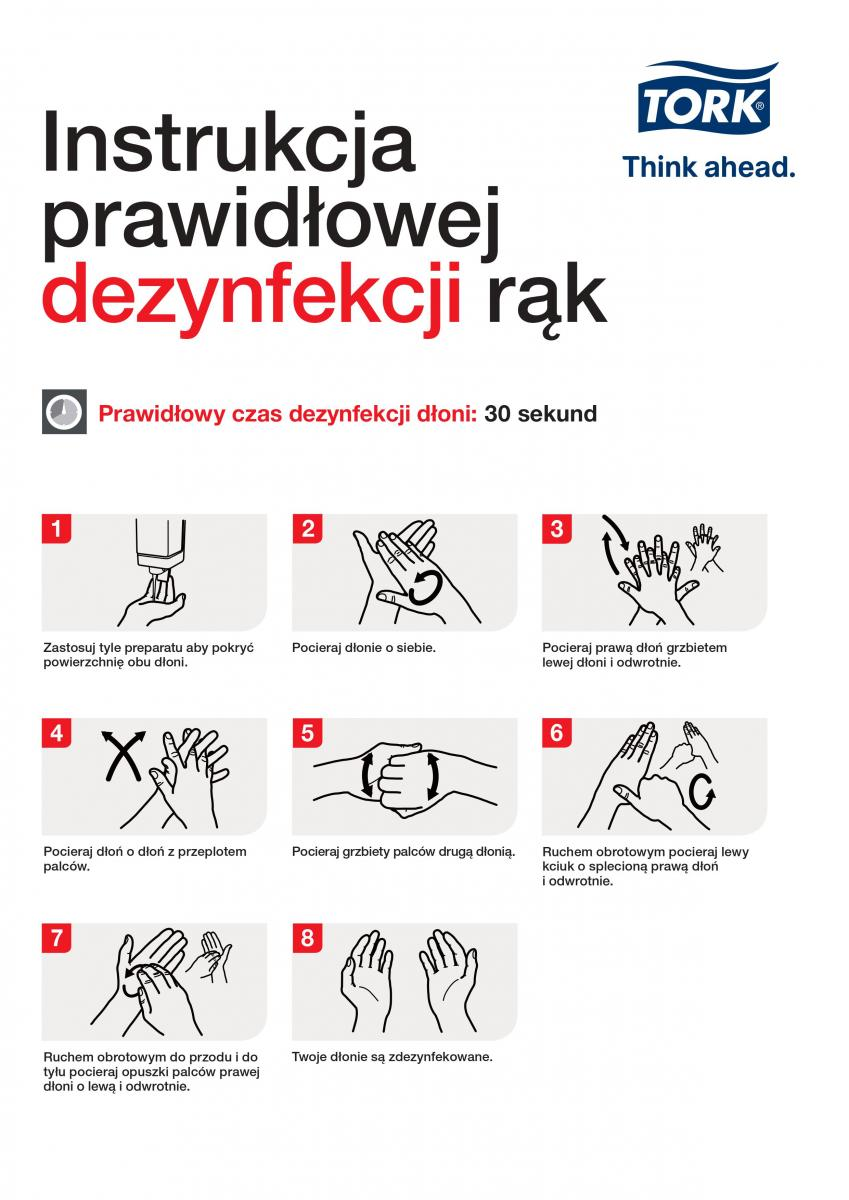 TORK®
Think ahead.
Instrukcja
prawidłowej
dezynfekcji rąk
Prawidłowy czas dezynfekcji dłoni: 30 sekund
1
Zastosuj tyle preparatu aby pokryć
powierzchnię obu dłoni.
2
Pocieraj dłonie o siebie.
3
Pocieraj prawą dłoń grzbietem
lewej dłoni i odwrotnie.
4
Pocieraj dłoń o dłoń z przeplotem
palców.
5
Pocieraj grzbiety palców drugą dłonią.
6
Ruchem obrotowym pocieraj lewy
kciuk o splecioną prawą dłoń
i odwrotnie.
7
Ruchem obrotowym do przodu i do
tyłu pocieraj opuszki palców prawej
dłoni o lewą i odwrotnie.
8
Twoje dłonie są zdezynfekowane.